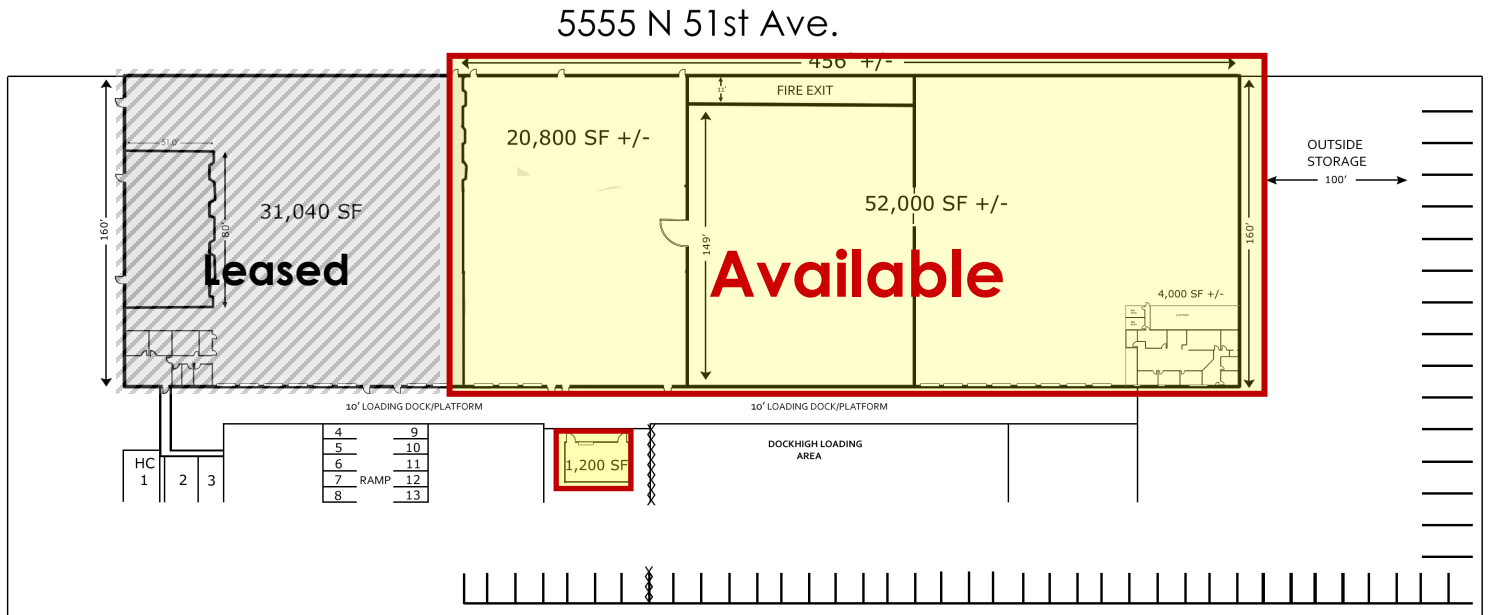 5555 N 51st Ave.
456' +/-
11'
FIRE EXIT
20,800 SF +/-
OUTSIDE
STORAGE
100'
51.0'
31,040 SF
52,000 SF +/-
160'
80'
149'
160'
Leased
Available
4,000 SF +/-
10' LOADING DOCK/PLATFORM
10' LOADING DOCK/PLATFORM
4 9
5 10
6 11
7 RAMP 12
8 13
HC
1 2 3
1,200 SF
DOCKHIGH LOADING
AREA